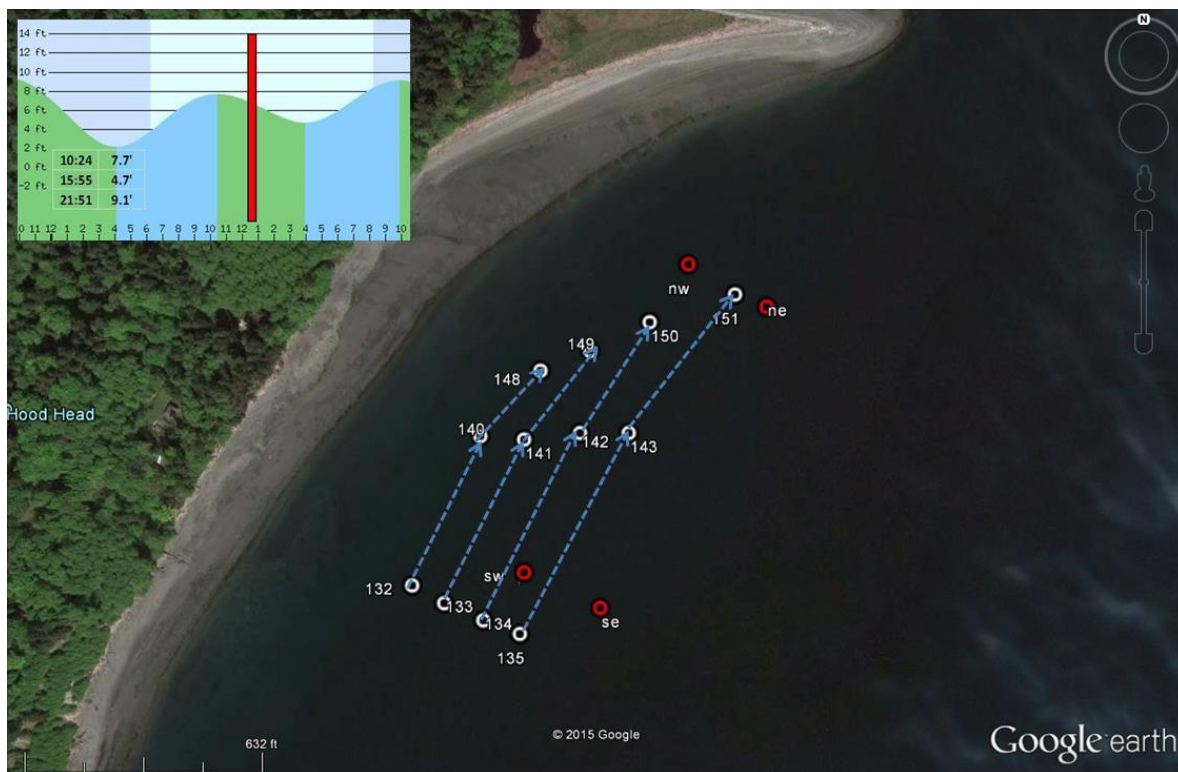 14 ft
12 ft
10 ft
8 ft
6 ft
4 ft
2 ft
0 ft
-2 ft
10:24 7.7'
15:55 4.7'
21:51 9.1'
0 11 12 1 2 3 4 5 6 7 8 9 10 11 12 1 2 3 4 5 6 7 8 9 10
N
nw
ne
151
150
149
148
140
141
142
143
Hood Head
132
133
134
135
sw
se
632 ft
© 2015 Google
Google earth